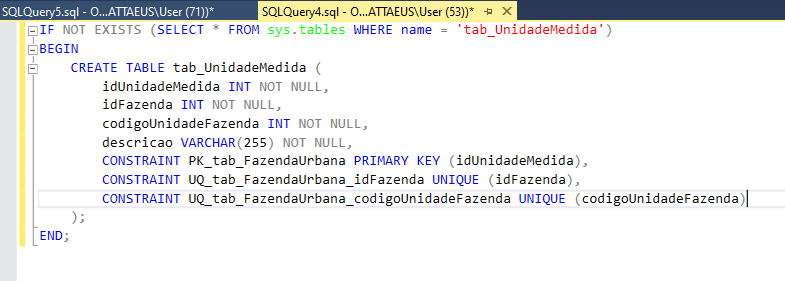 SQLQuery5.sql - O...ATTAEUS\User (71))* SQLQuery4.sql - O...ATTAEUS\User (53))*
IF NOT EXISTS (SELECT * FROM sys.tables WHERE name = 'tab_UnidadeMedida')
BEGIN
CREATE TABLE tab_UnidadeMedida (
idUnidadeMedida INT NOT NULL,
idFazenda INT NOT NULL,
codigoUnidadeFazenda INT NOT NULL,
descricao VARCHAR(255) NOT NULL,
CONSTRAINT PK_tab_FazendaUrbana PRIMARY KEY (idUnidadeMedida),
CONSTRAINT UQ_tab_FazendaUrbana_idFazenda UNIQUE (idFazenda),
CONSTRAINT UQ_tab_FazendaUrbana_codigoUnidadeFazenda UNIQUE (codigoUnidadeFazenda)
);
END;